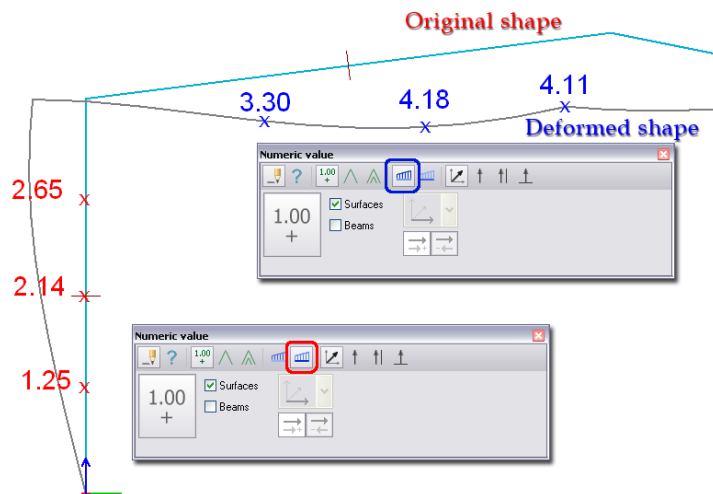 Original shape
3.30
4.18
4.11
Deformed shape
Numeric value
?
1.00
+
1.00
+
Surfaces
Beams
2.65
2.14
1.25
Numeric value
?
1.00
+
1.00
+
Surfaces
Beams